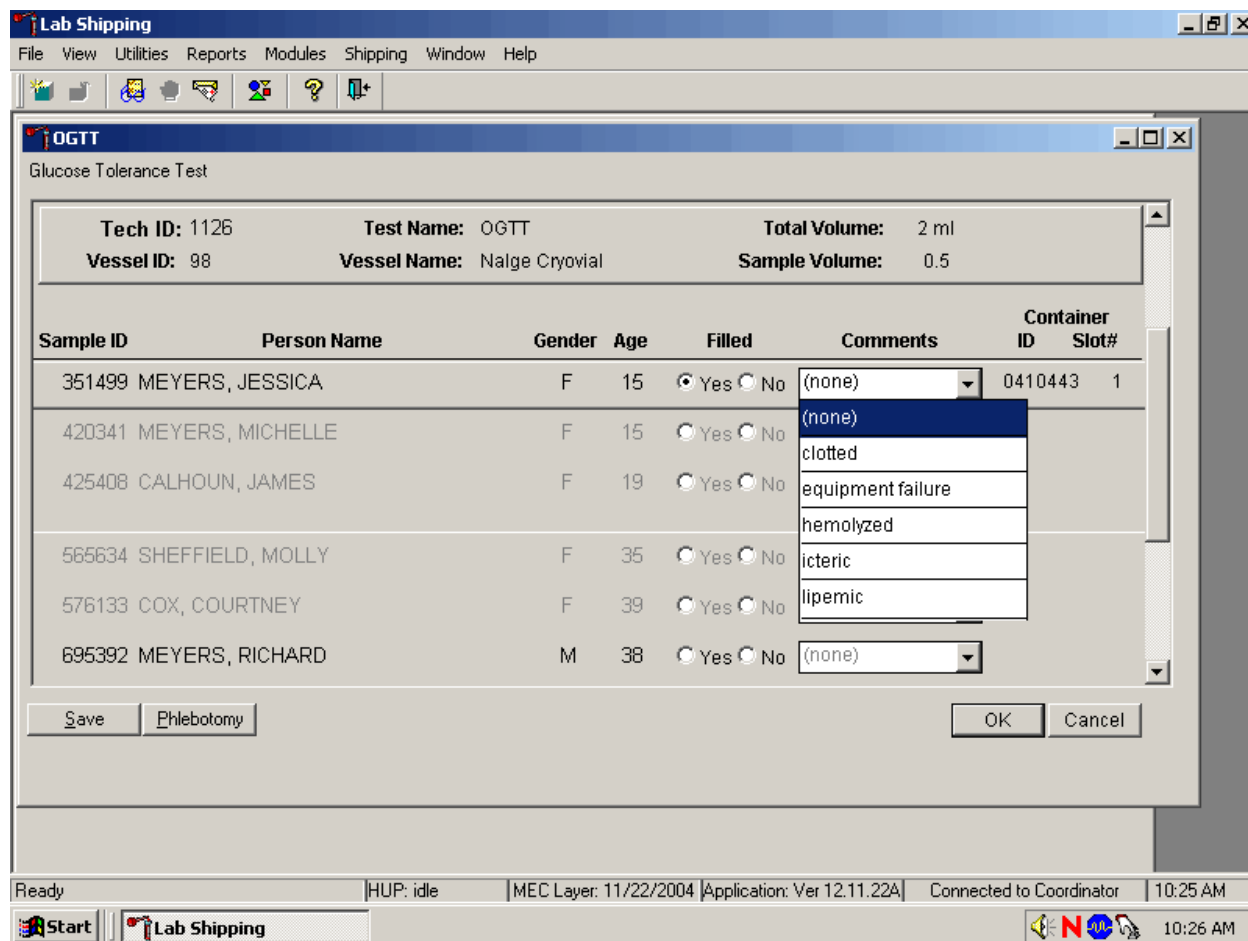 Lab Shipping
File View Utilities Reports Modules Shipping Window Help
OGTT
Glucose Tolerance Test
Tech ID: 1126 Test Name: OGTT Total Volume: 2 ml
Vessel ID: 98 Vessel Name: Nalge Cryovial Sample Volume: 0.5
Container
Sample ID Person Name Gender Age Filled Comments ID Slot#
351499 MEYERS, JESSICA F 15 Yes No (none) 0410443 1
(none)
420341 MEYERS, MICHELLE F 15 Yes No
clotted
425408 CALHOUN, JAMES F 19 Yes No
equipment failure
hemolyzed
565634 SHEFFIELD, MOLLY F 35 Yes No
icteric
576133 COX, COURTNEY F 39 Yes No
lipemic
695392 MEYERS, RICHARD M 38 Yes No (none)
Save Phlebotomy OK Cancel
Ready HUP: idle MEC Layer: 11/22/2004 Application: Ver 12.11.22A Connected to Coordinator 10:25 AM
Start Lab Shipping N 10:26 AM